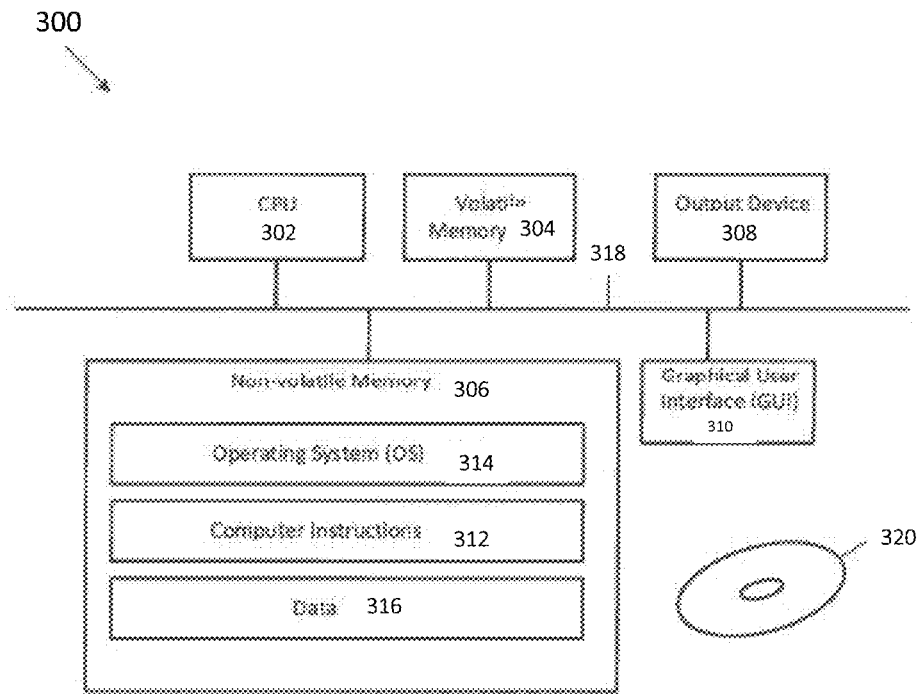 300
CPU
302
Volatile
Memory 304
Output Device
308
318
Non-volatile Memory 306
Graphical User
Interface (GUI)
310
Operating System (OS) 314
Computer Instructions 312
Data 316
320